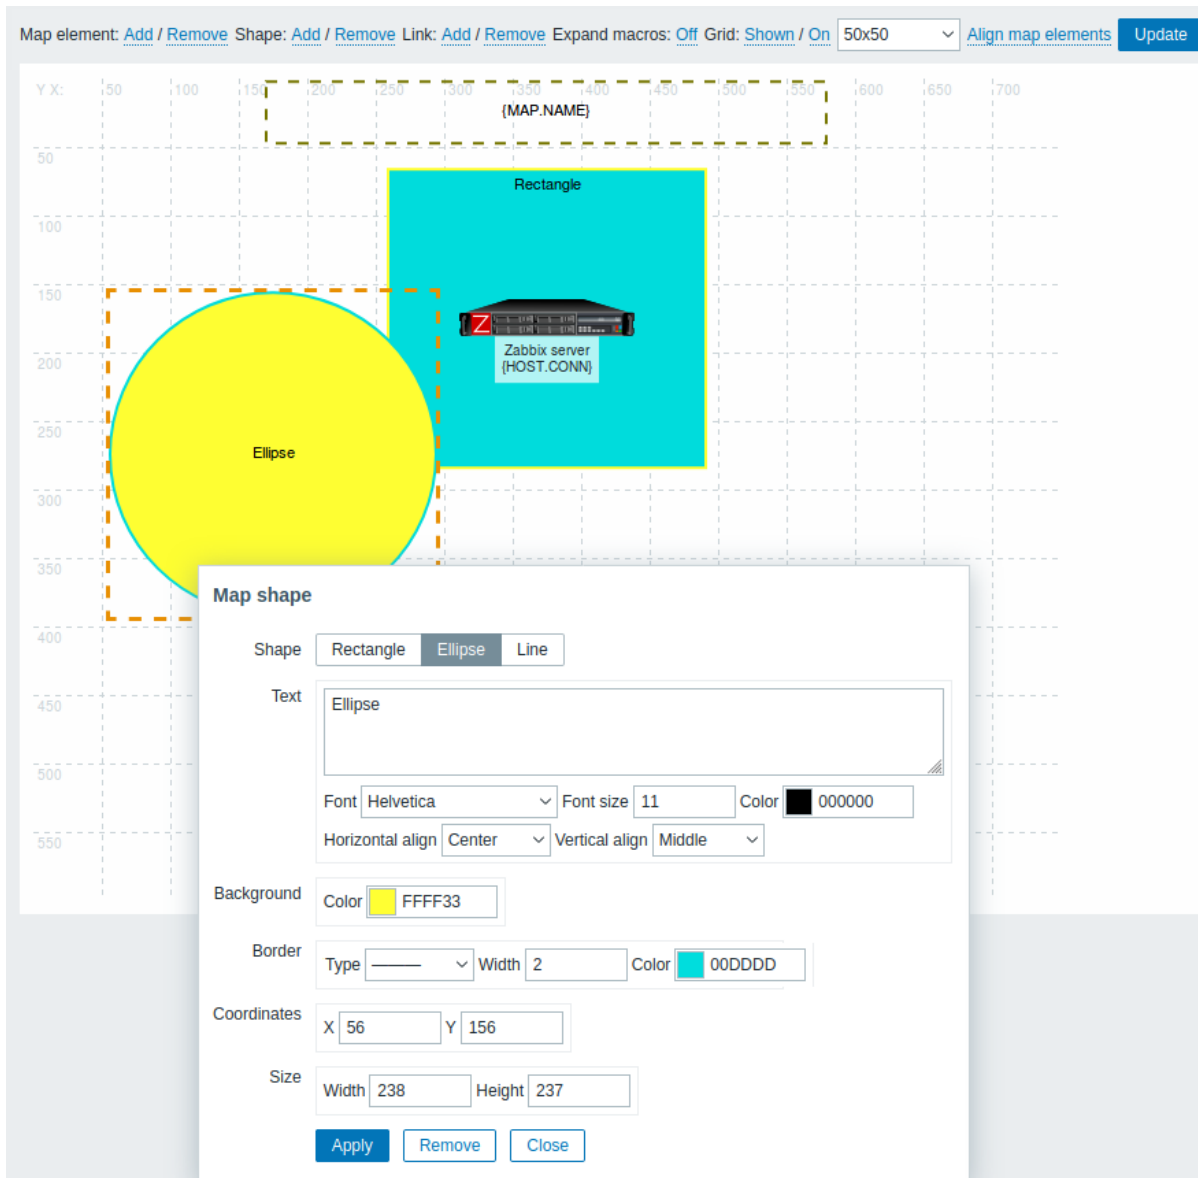 Map element: Add / Remove Shape: Add / Remove Link: Add / Remove Expand macros: Off Grid: Shown / On 50x50 Align map elements Update
Y X: 50 100 150 200 250 300 350 400 450 500 550 600 650 700
{MAP.NAME}
50
Rectangle
100
150
Z
Zabbix server
200
{HOST.CONN}
250
Ellipse
300
350
Map shape
400
Shape Rectangle Ellipse Line
Text Ellipse
450
500
Font Helvetica Font size 11 Color 000000
550
Horizontal align Center Vertical align Middle
Background Color FFFF33
Border Type Width 2 Color 00DDDD
Coordinates X 56 Y 156
Size Width 238 Height 237
Apply Remove Close